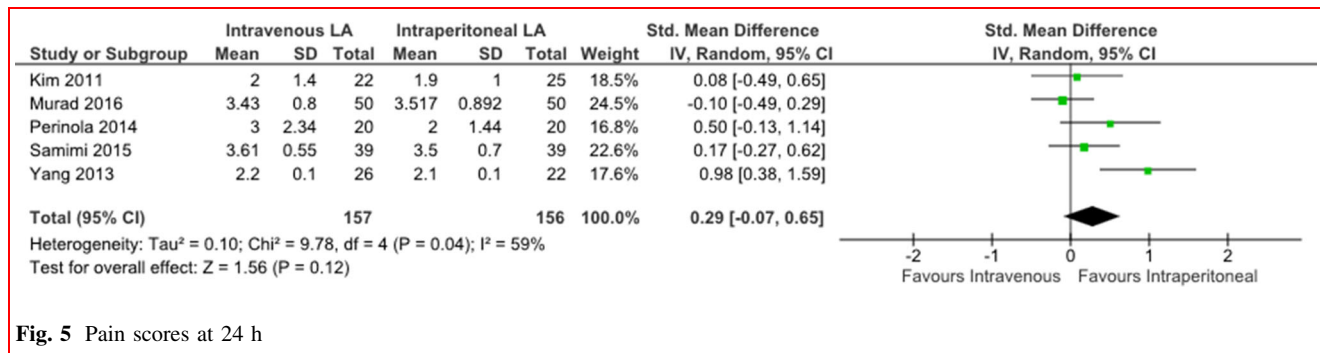 Intravenous LA Intraperitoneal LA Std. Mean Difference Std. Mean Difference
Study or Subgroup Mean SD Total Mean SD Total Weight IV, Random, 95% CI IV, Random, 95% CI
Kim 2011 2 1.4 22 1.9 1 25 18.5% 0.08 [-0.49, 0.65]
Murad 2016 3.43 0.8 50 3.517 0.892 50 24.5% -0.10 [-0.49, 0.29]
Perinola 2014 3 2.34 20 2 1.44 20 16.8% 0.50 [-0.13, 1.14]
Samimi 2015 3.61 0.55 39 3.5 0.7 39 22.6% 0.17 [-0.27, 0.62]
Yang 2013 2.2 0.1 26 2.1 0.1 22 17.6% 0.98 [0.38, 1.59]
Total (95% CI) 157 156 100.0% 0.29 [-0.07, 0.65]
Heterogeneity: Tau² = 0.10; Chi² = 9.78, df = 4 (P = 0.04); I² = 59%
Test for overall effect: Z = 1.56 (P = 0.12)
-2 -1 0 1 2
Favours Intravenous Favours Intraperitoneal
Fig. 5 Pain scores at 24 h